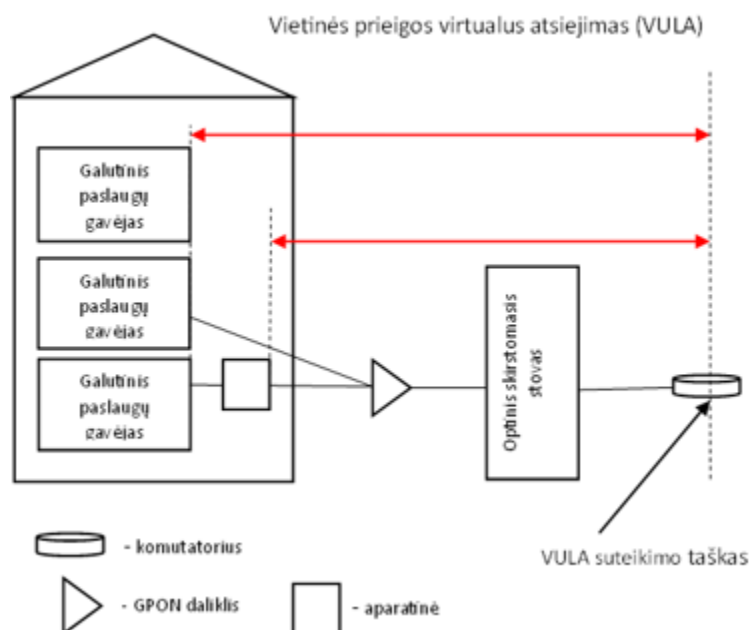 Vietinės prieigos virtualus atsiejimas (VULA)
Galutinis
paslaugų
gavėjas
Galutinis
paslaugų
gavėjas
Galutinis
paslaugų
gavėjas
Optinis skirstomasis
stovas
VULA suteikimo taškas
- komutatorius
- GPON daliklis
- aparatinė